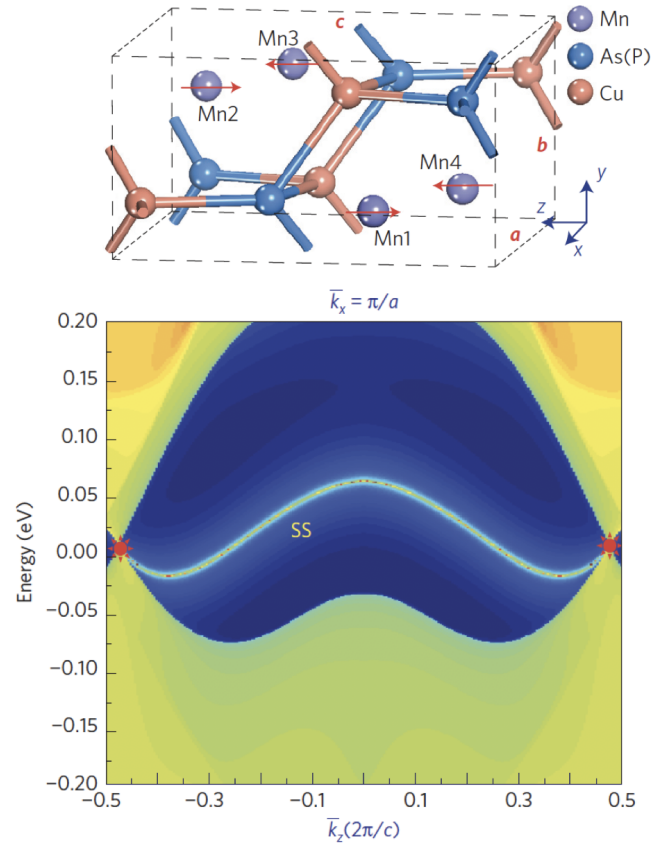 c
Mn3
Mn
As(P)
Cu
Mn2
b
Mn4
y
z
a
x
Mn1
k̅x = π/a
0.20
0.15
0.10
0.05
0.00
−0.05
−0.10
−0.15
−0.20
Energy (eV)
SS
−0.5 −0.3 −0.1 0.1 0.3 0.5
k̅z(2π/c)